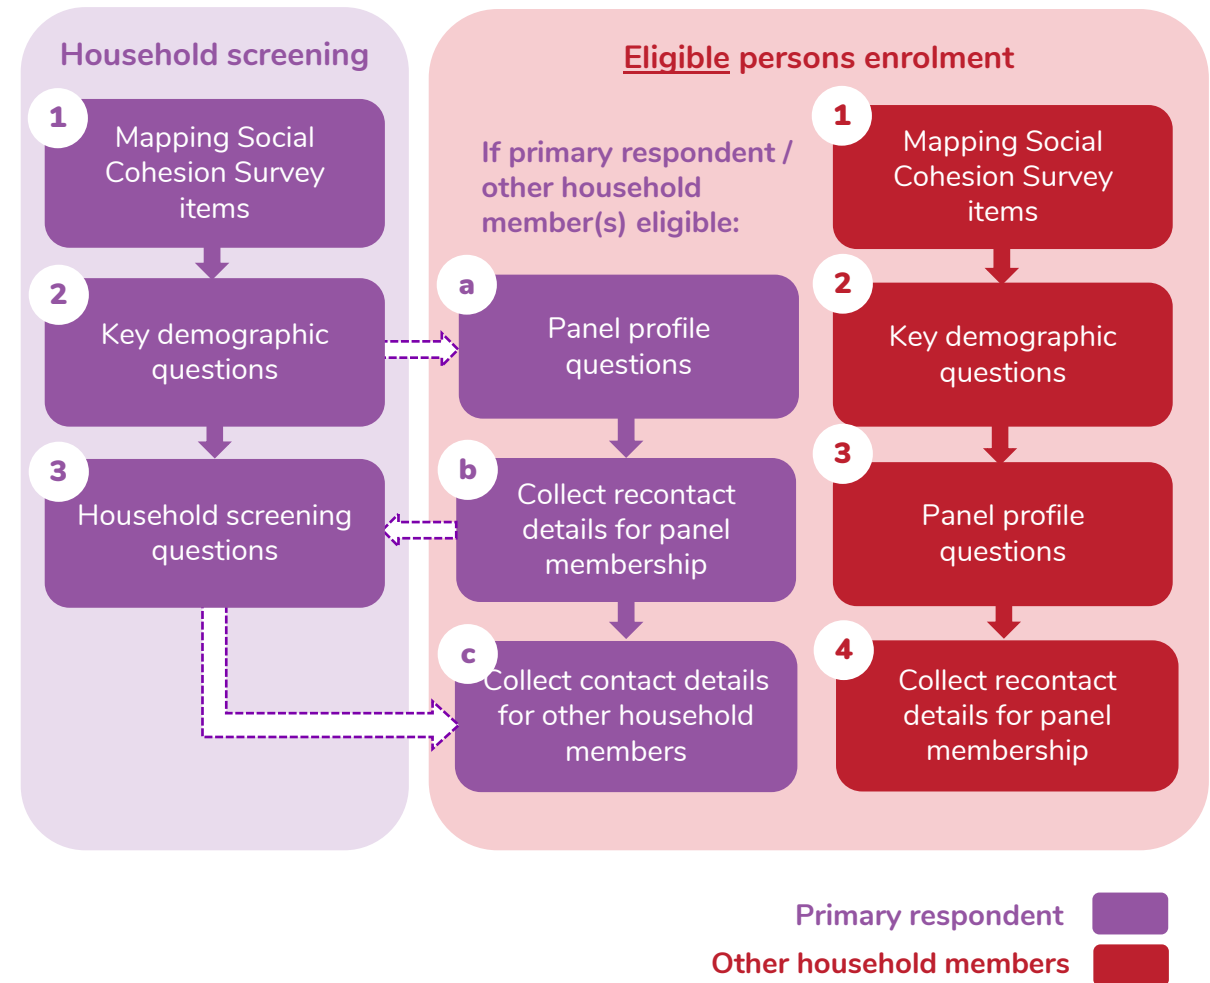 Household screening
1
Mapping Social
Cohesion Survey
items
2
Key demographic
questions
3
Household screening
questions
Eligible persons enrolment
If primary respondent /
other household
member(s) eligible:
a
Panel profile
questions
b
Collect recontact
details for panel
membership
c
Collect contact details
for other household
members
1
Mapping Social
Cohesion Survey
items
2
Key demographic
questions
3
Panel profile
questions
4
Collect recontact
details for panel
membership
Primary respondent
Other household members